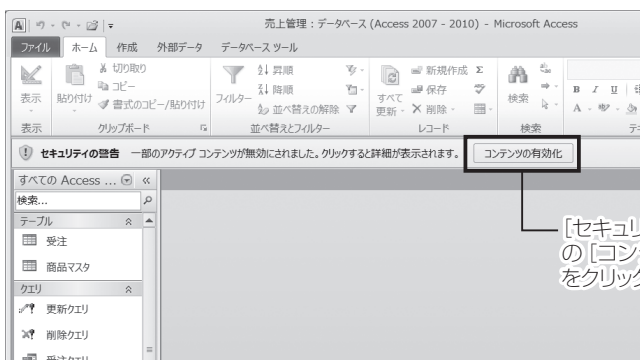 売上管理：データベース (Access 2007 - 2010) - Microsoft Access
ファイル ホーム 作成 外部データ データベース ツール
表示
貼り付け
切り取り
コピー
書式のコピー/貼り付け
フィルター
昇順
降順
並べ替えの解除
すべて更新
新規作成
保存
削除
検索
B I U
A
表示 クリップボード 並べ替えとフィルター レコード 検索 テ
セキュリティの警告 一部のアクティブ コンテンツが無効にされました。クリックすると詳細が表示されます。 コンテンツの有効化
すべての Access ...
検索...
テーブル
受注
商品マスタ
クエリ
更新クエリ
削除クエリ
受注クエリ
[セキュリ
の [コン
をクリッ